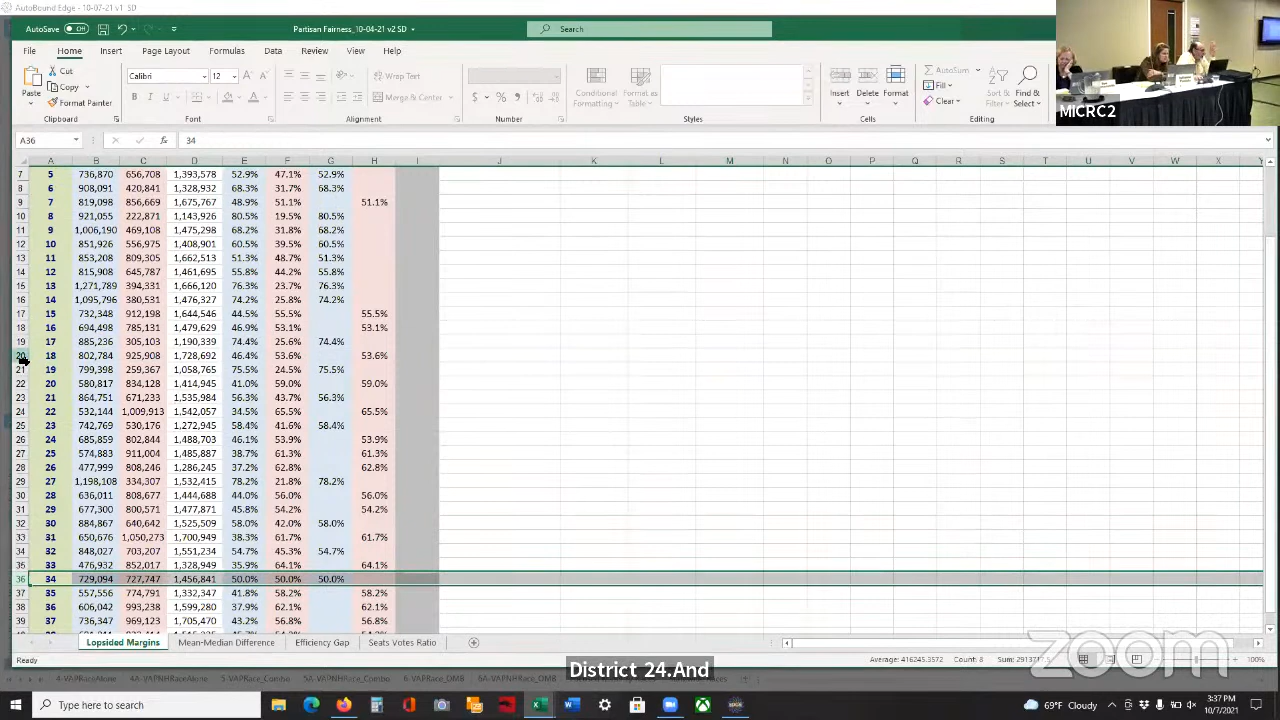 AutoBound Edge - 10-07-21 v1_SD
AutoSave Off Partisan Fairness_10-04-21 v2 SD Search
File Home Insert Page Layout Formulas Data Review View Help
Paste Cut Copy Format Painter Calibri 12 Wrap Text Merge & Center Conditional Formatting Format as Table Insert Delete Format AutoSum Fill Clear Sort & Filter Find & Select
Clipboard Font Alignment Number Styles Cells Editing
MICRC2
A36 fx 34
A B C D E F G H I J K L M N O P Q R S T U V W X Y
7 5 736,870 656,708 1,393,578 52.9% 47.1% 52.9%
8 6 908,091 420,841 1,328,932 68.3% 31.7% 68.3%
9 7 819,098 856,669 1,675,767 48.9% 51.1% 51.1%
10 8 921,055 222,871 1,143,926 80.5% 19.5% 80.5%
11 9 1,006,190 469,108 1,475,298 68.2% 31.8% 68.2%
12 10 851,926 556,975 1,408,901 60.5% 39.5% 60.5%
13 11 853,208 809,305 1,662,513 51.3% 48.7% 51.3%
14 12 815,908 645,787 1,461,695 55.8% 44.2% 55.8%
15 13 1,271,789 394,331 1,666,120 76.3% 23.7% 76.3%
16 14 1,095,796 380,531 1,476,327 74.2% 25.8% 74.2%
17 15 732,348 912,198 1,644,546 44.5% 55.5% 55.5%
18 16 694,498 785,131 1,479,629 46.9% 53.1% 53.1%
19 17 885,236 305,103 1,190,339 74.4% 25.6% 74.4%
20 18 802,784 925,908 1,728,692 46.4% 53.6% 53.6%
21 19 799,398 259,367 1,058,765 75.5% 24.5% 75.5%
22 20 580,817 834,128 1,414,945 41.0% 59.0% 59.0%
23 21 864,751 671,233 1,535,984 56.3% 43.7% 56.3%
24 22 532,144 1,009,913 1,542,057 34.5% 65.5% 65.5%
25 23 742,769 530,176 1,272,945 58.4% 41.6% 58.4%
26 24 685,859 802,844 1,488,703 46.1% 53.9% 53.9%
27 25 574,883 911,004 1,485,887 38.7% 61.3% 61.3%
28 26 477,999 808,246 1,286,245 37.2% 62.8% 62.8%
29 27 1,198,108 334,307 1,532,415 78.2% 21.8% 78.2%
30 28 636,011 808,677 1,444,688 44.0% 56.0% 56.0%
31 29 677,300 800,571 1,477,871 45.8% 54.2% 54.2%
32 30 884,867 640,642 1,525,509 58.0% 42.0% 58.0%
33 31 650,676 1,050,273 1,700,949 38.3% 61.7% 61.7%
34 32 848,027 703,207 1,551,234 54.7% 45.3% 54.7%
35 33 476,932 852,017 1,328,949 35.9% 64.1% 64.1%
36 34 729,094 727,747 1,456,841 50.0% 50.0% 50.0%
37 35 557,556 774,791 1,332,347 41.8% 58.2% 58.2%
38 36 606,042 993,238 1,599,280 37.9% 62.1% 62.1%
39 37 736,347 969,123 1,705,470 43.2% 56.8% 56.8%
Lopsided Margins Mean-Median Difference Efficiency Gap Seats Votes Ratio
zoom
Ready Average: 416245.3572 Count: 8 100%
District 24.And
4-VAPRaceAlone 4A-VAPNHRaceAlone 5-VAPRace_Combo 5A-VAPNHRace_Combo 6-VAPRace_OMB 6A-VAPNHRace_OMB
Type here to search 69°F Cloudy 3:37 PM
10/7/2021